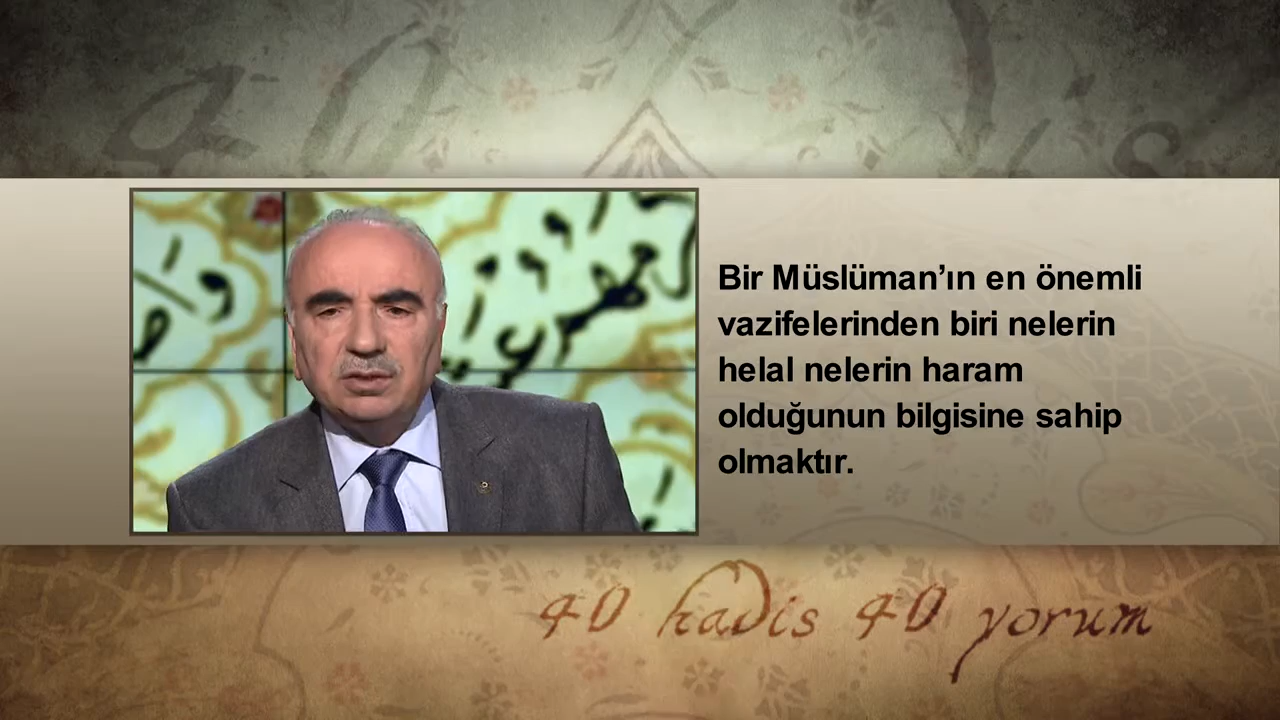 Bir Müslüman’ın en önemli
vazifelerinden biri nelerin
helal nelerin haram
olduğunun bilgisine sahip
olmaktır.
40 hadis 40 yorum